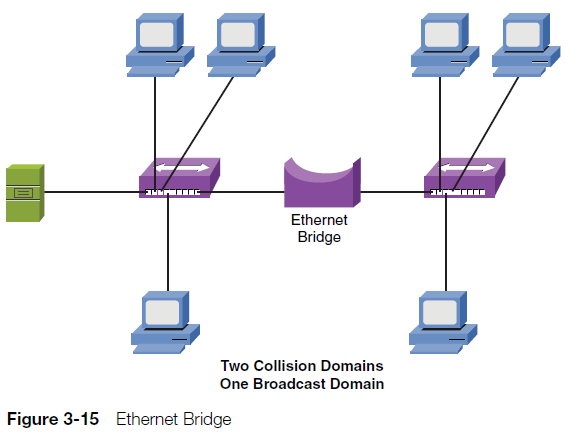 Ethernet
Bridge
Two Collision Domains
One Broadcast Domain
Figure 3-15 Ethernet Bridge